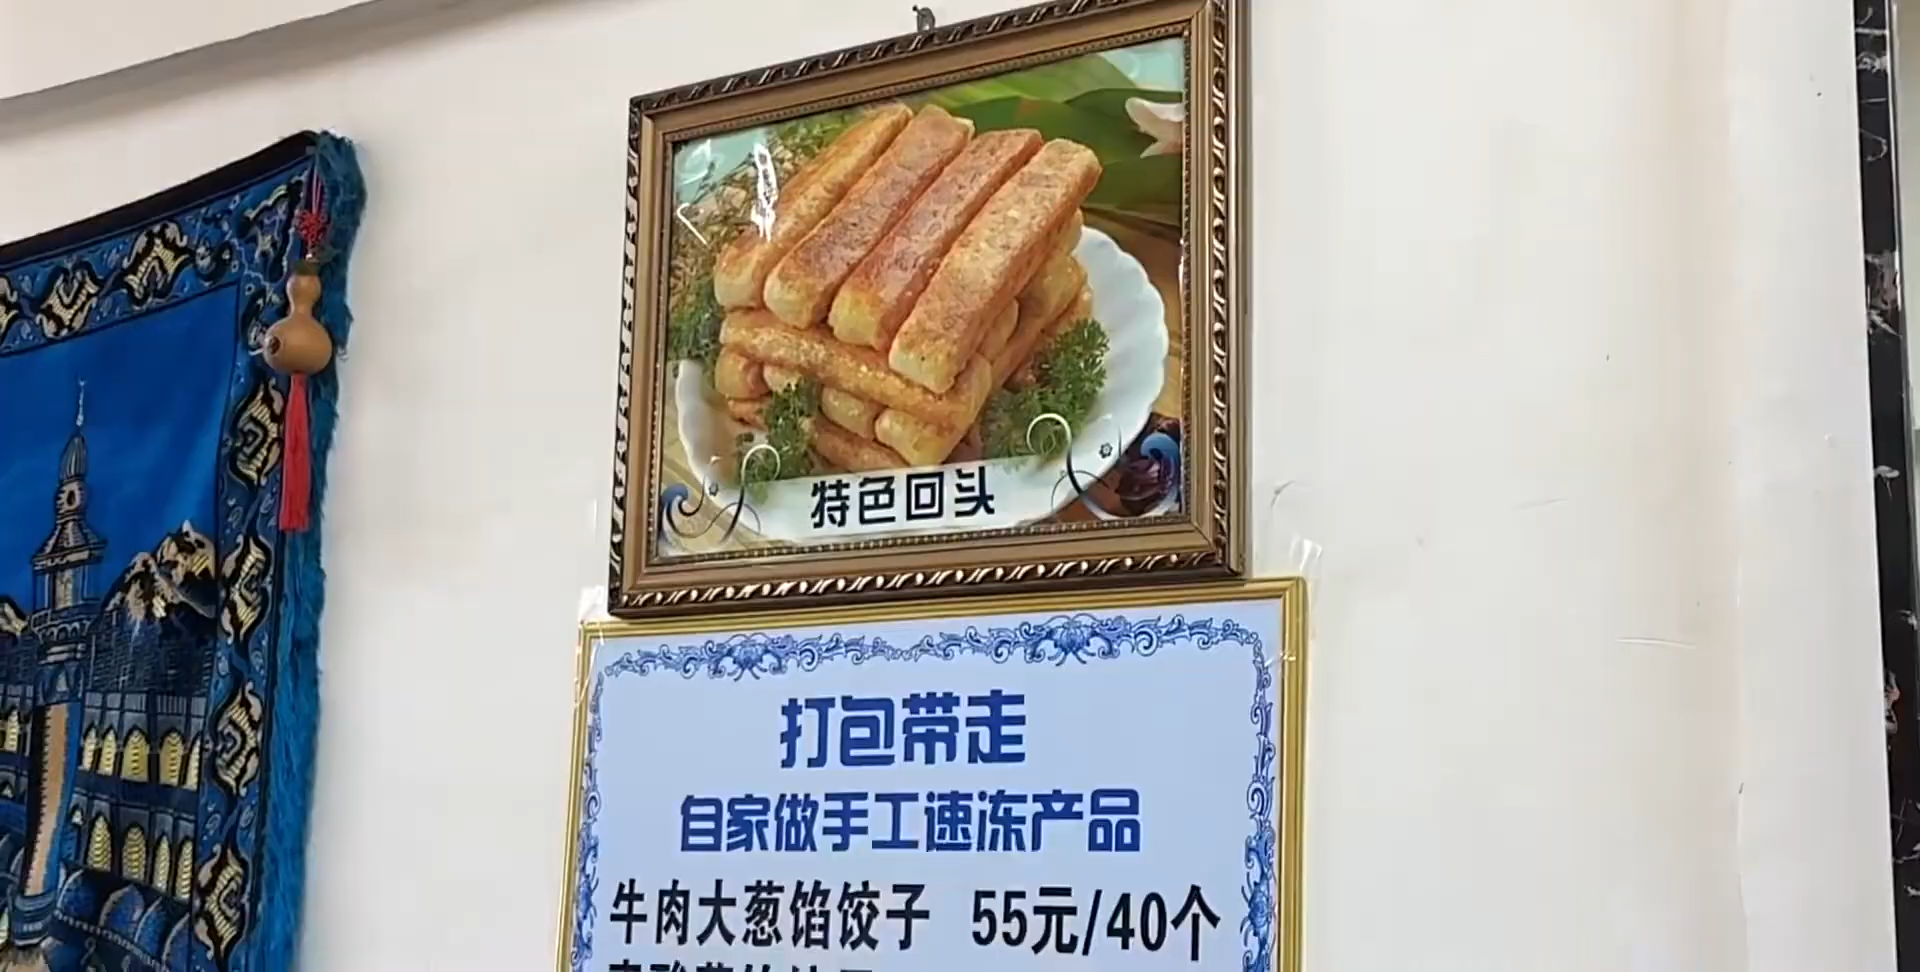 特色回头
打包带走
自家做手工速冻产品
牛肉大葱馅饺子 55元/40个